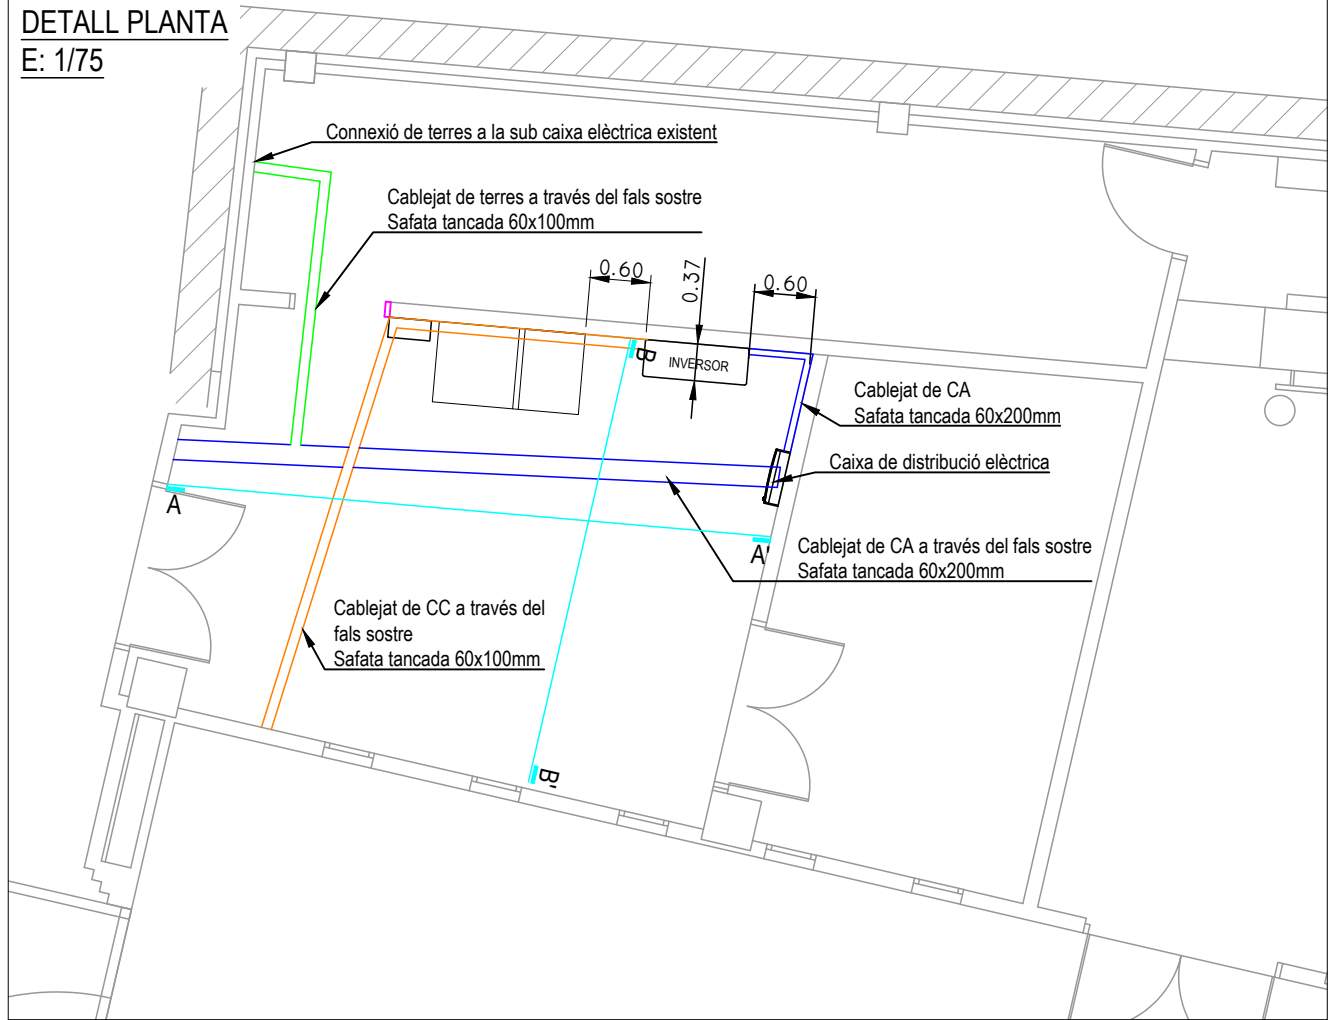 DETALL PLANTA
E: 1/75
Connexió de terres a la sub caixa elèctrica existent
Cablejat de terres a través del fals sostre
Safata tancada 60x100mm
0.60
0.37
0.60
B
INVERSOR
Cablejat de CA
Safata tancada 60x200mm
Caixa de distribució elèctrica
A
A'
Cablejat de CA a través del fals sostre
Safata tancada 60x200mm
Cablejat de CC a través del
fals sostre
Safata tancada 60x100mm
B'